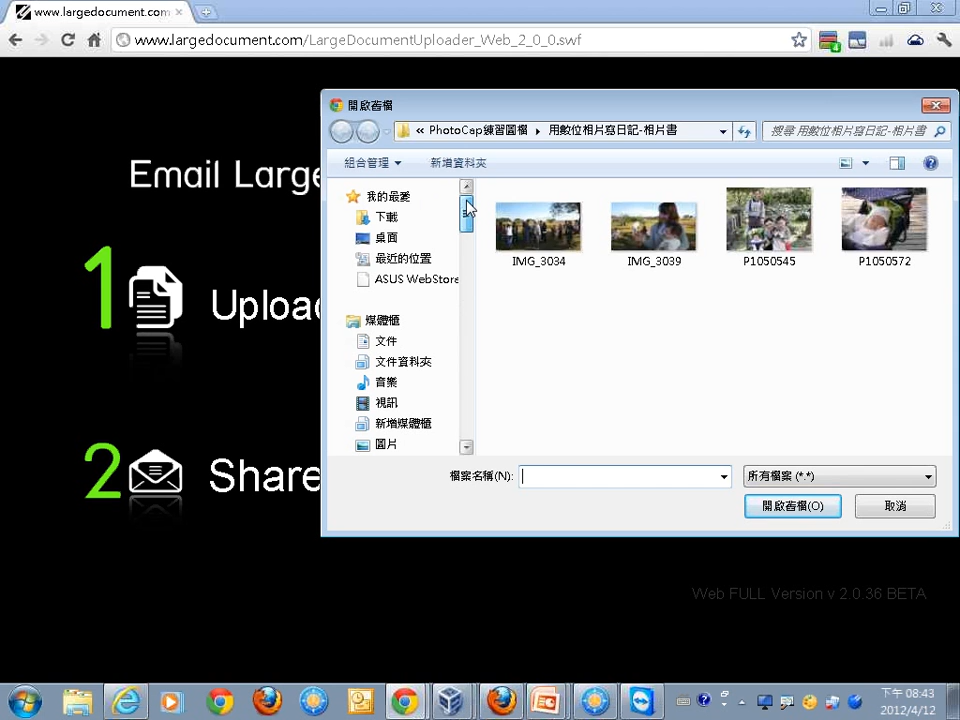 www.largedocument.com
www.largedocument.com/LargeDocumentUploader_Web_2_0_0.swf
開啟舊檔
« PhotoCap練習圖檔 ▸ 用數位相片寫日記-相片書
搜尋 用數位相片寫日記-相片書
組合管理
新增資料夾
我的最愛
下載
桌面
最近的位置
ASUS WebStore
媒體櫃
文件
文件資料夾
音樂
視訊
新增媒體櫃
圖片
IMG_3034
IMG_3039
P1050545
P1050572
檔案名稱(N):
所有檔案 (*.*)
開啟舊檔(O)
取消
Email Large
1
Upload
2
Share
Web FULL Version v 2.0.36 BETA
下午 08:43
2012/4/12